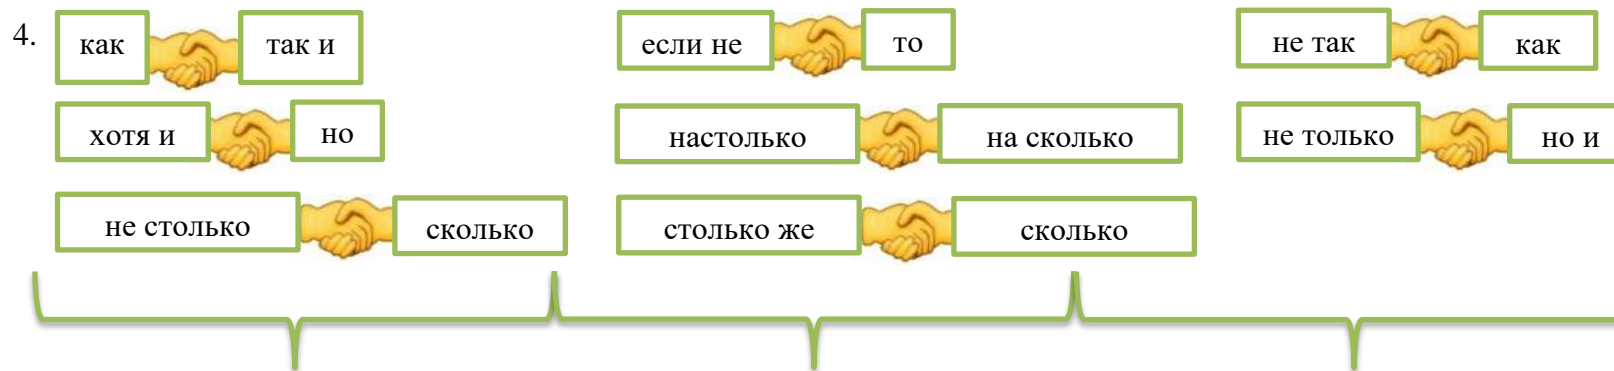 4. как так и если не то не так как
хотя и но настолько на сколько не только но и
не столько сколько столько же сколько